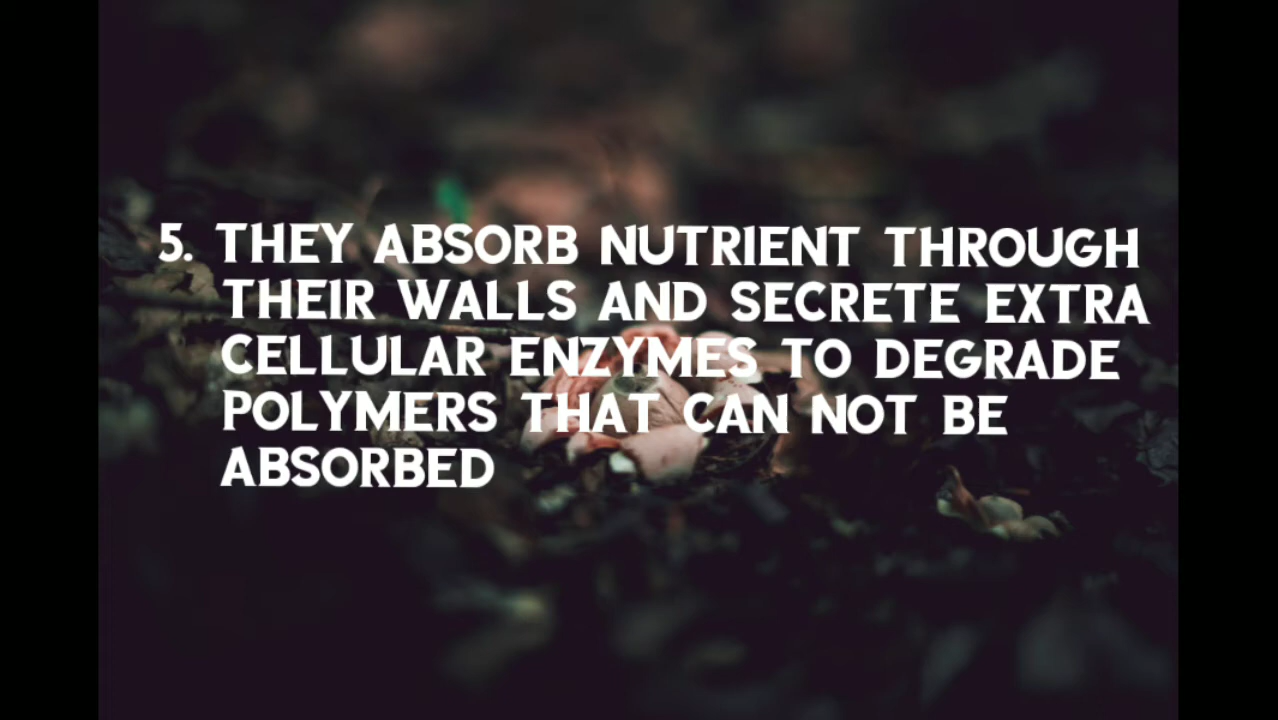 5. THEY ABSORB NUTRIENT THROUGH
THEIR WALLS AND SECRETE EXTRA
CELLULAR ENZYMES TO DEGRADE
POLYMERS THAT CAN NOT BE
ABSORBED